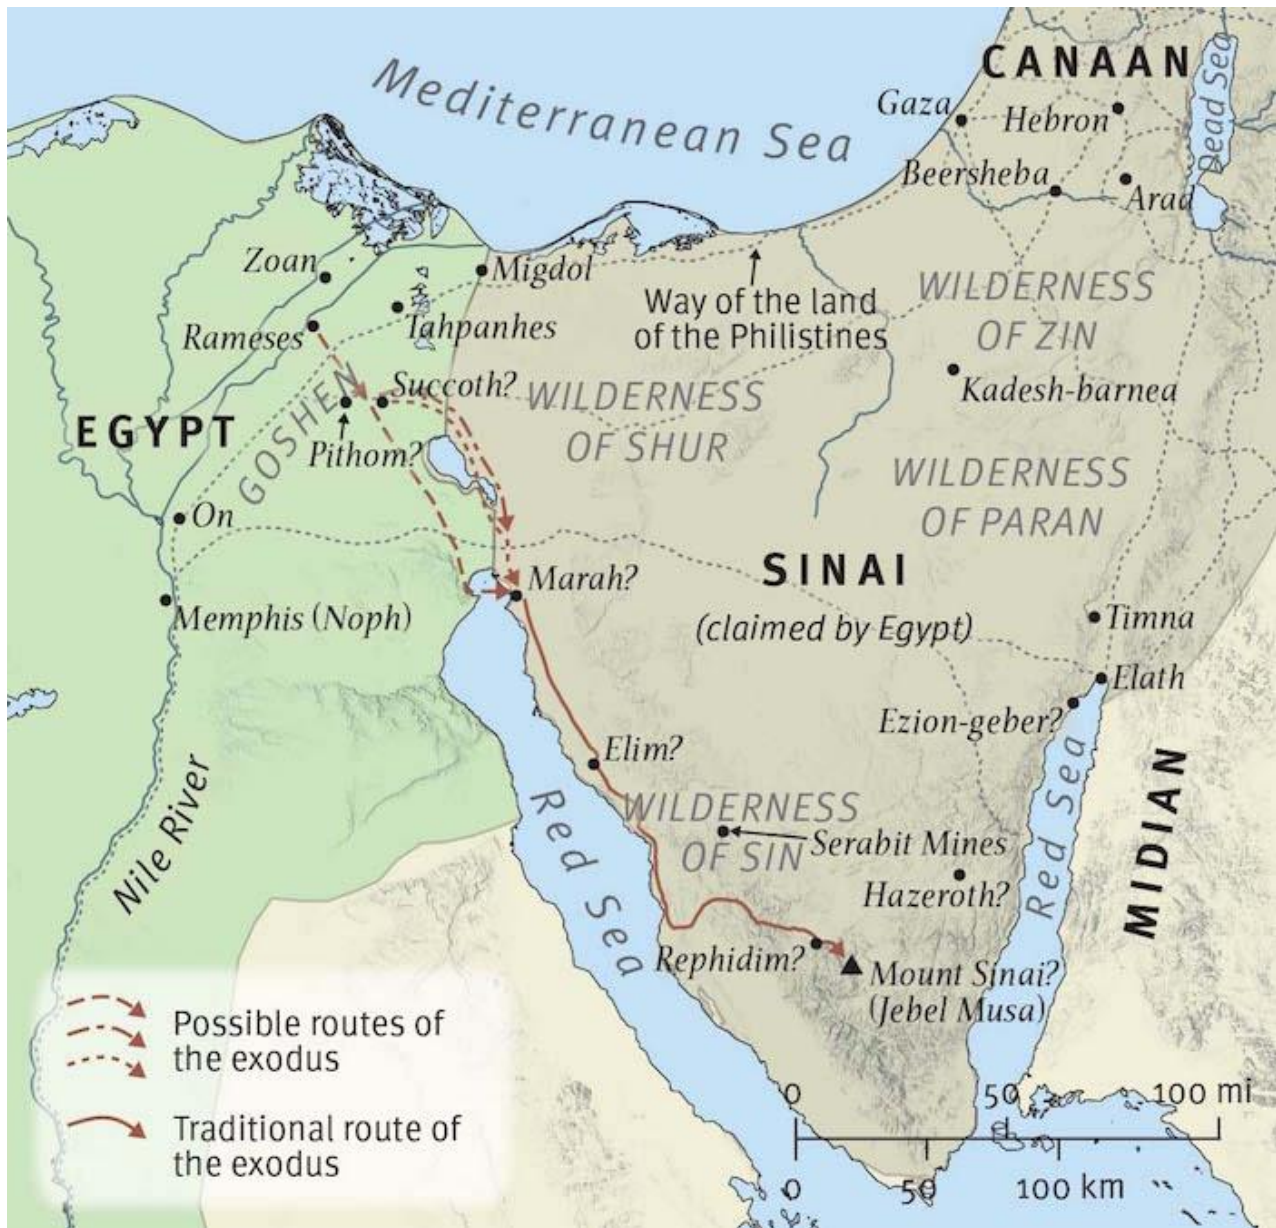 CANAAN
Mediterranean Sea
Dead Sea
Gaza
Hebron
Beersheba
Arad
Zoan
Migdol
WILDERNESS
OF ZIN
Way of the land
of the Philistines
Rameses
Tahpanhes
Kadesh-barnea
Succoth?
WILDERNESS
OF SHUR
EGYPT
GOSHEN
Pithom?
WILDERNESS
OF PARAN
On
SINAI
(claimed by Egypt)
Marah?
Memphis (Noph)
Timna
Elath
Ezion-geber?
Elim?
Nile River
Red Sea
Red Sea
MIDIAN
WILDERNESS
OF SIN
Serabit Mines
Hazeroth?
Rephidim?
Mount Sinai?
(Jebel Musa)
Possible routes of
the exodus
Traditional route of
the exodus
0 50 100 mi
0 50 100 km